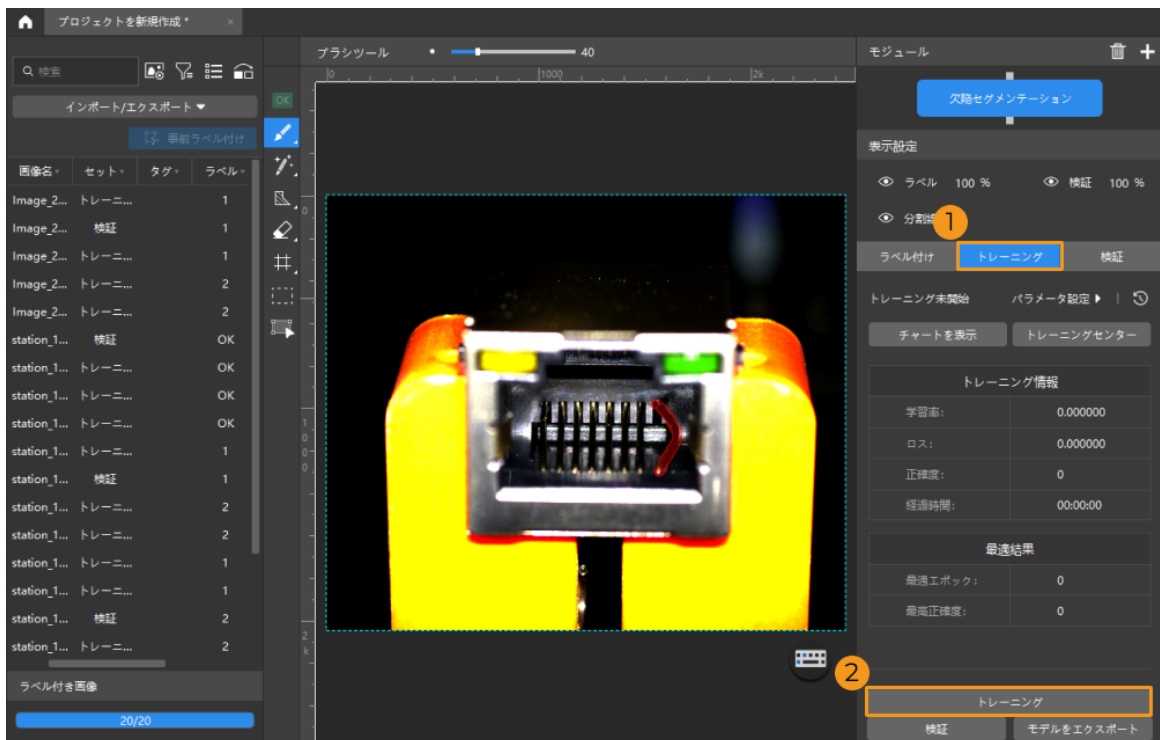 プロジェクトを新規作成 * ×
検索
インポート/エクスポート
事前ラベル付け
画像名 セット タグ ラベル
Image_2... トレーニ... 1
Image_2... 検証 1
Image_2... トレーニ... 1
Image_2... トレーニ... 2
Image_2... トレーニ... 2
station_1... 検証 OK
station_1... トレーニ... OK
station_1... トレーニ... OK
station_1... トレーニ... OK
station_1... トレーニ... 1
station_1... 検証 1
station_1... トレーニ... 2
station_1... トレーニ... 2
station_1... トレーニ... 1
station_1... トレーニ... 1
station_1... 検証 2
station_1... トレーニ... 2
ラベル付き画像
20/20
ブラシツール 40
OK
0 1000 2k
0
1
0
0
0
2
k
モジュール
欠陥セグメンテーション
表示設定
ラベル 100 % 検証 100 %
1
ラベル付け トレーニング 検証
トレーニング未開始 パラメータ設定
チャートを表示 トレーニングセンター
トレーニング情報
学習率: 0.000000
ロス: 0.000000
正確度: 0
経過時間: 00:00:00
最適結果
最適エポック: 0
最高正確度: 0
2
トレーニング
検証 モデルをエクスポート